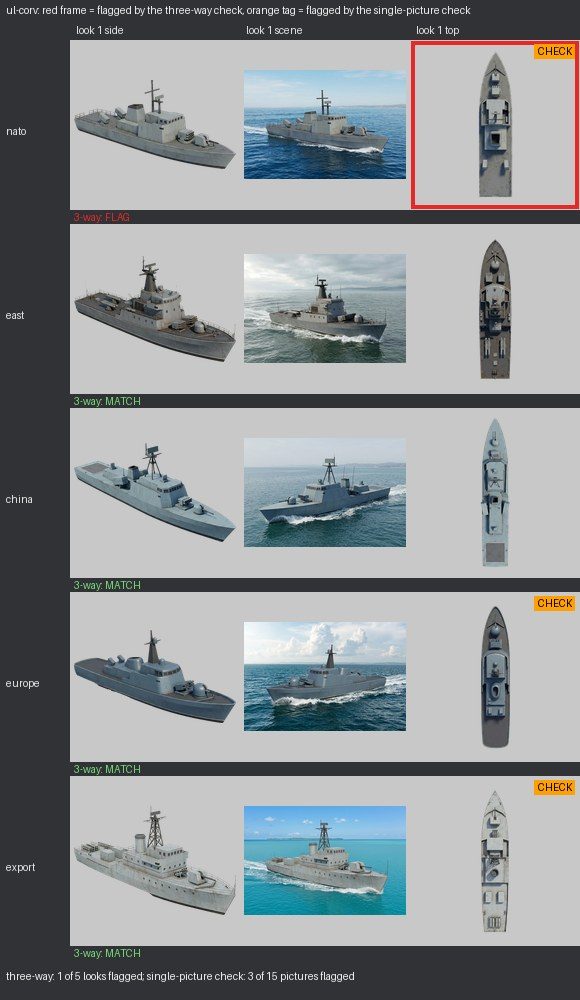 ul-corv: red frame = flagged by the three-way check, orange tag = flagged by the single-picture check
look 1 side look 1 scene look 1 top
CHECK
nato
3-way: FLAG
east
3-way: MATCH
china
3-way: MATCH
CHECK
europe
3-way: MATCH
CHECK
export
3-way: MATCH
three-way: 1 of 5 looks flagged; single-picture check: 3 of 15 pictures flagged